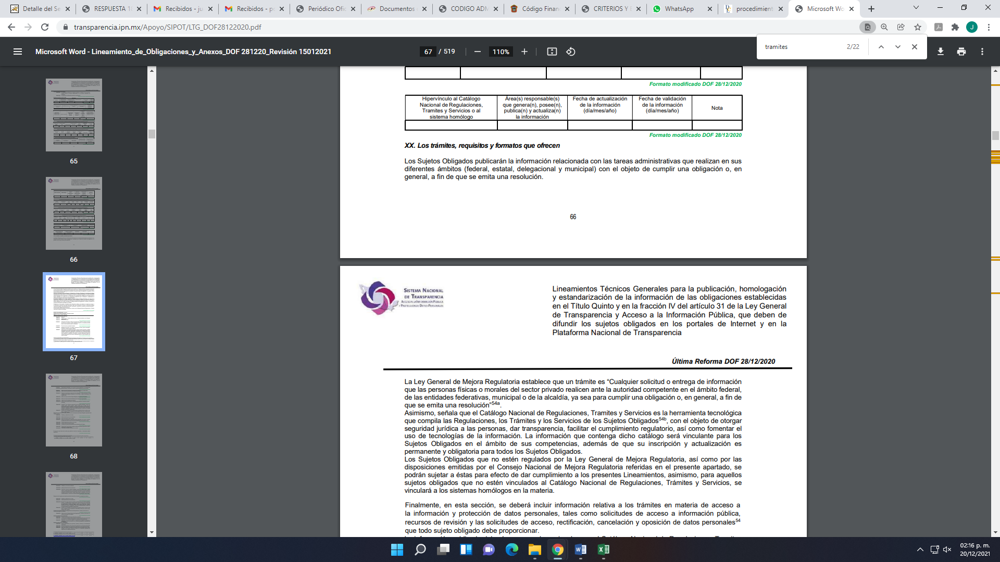 Detalle del Se
RESPUESTA 18
Recibidos - ju
Recibidos - pc
Periódico Ofic
Documentos
CODIGO ADM
Código Finan
CRITERIOS Y E
WhatsApp
procedimient
Microsoft Wo
transparencia.ipn.mx/Apoyo/SIPOT/LTG_DOF28122020.pdf
J
Microsoft Word - Lineamiento_de_Obligaciones_y_Anexos_DOF 281220_Revisión 15012021
67 / 519
110%
tramites
2/22
65
66
67
68
Formato modificado DOF 28/12/2020
Hipervínculo al Catálogo Nacional de Regulaciones, Tramites y Servicios o al sistema homólogo
Área(s) responsable(s) que genera(n), posee(n), publica(n) y actualiza(n) la información
Fecha de actualización de la información (día/mes/año)
Fecha de validación de la información (día/mes/año)
Nota
Formato modificado DOF 28/12/2020
XX. Los trámites, requisitos y formatos que ofrecen
Los Sujetos Obligados publicarán la información relacionada con las tareas administrativas que realizan en sus
diferentes ámbitos (federal, estatal, delegacional y municipal) con el objeto de cumplir una obligación o, en
general, a fin de que se emita una resolución.
66
SISTEMA NACIONAL
DE TRANSPARENCIA
ACCESO A LA INFORMACIÓN PÚBLICA
Y PROTECCIÓN DE DATOS PERSONALES
Lineamientos Técnicos Generales para la publicación, homologación
y estandarización de la información de las obligaciones establecidas
en el Título Quinto y en la fracción IV del artículo 31 de la Ley General
de Transparencia y Acceso a la Información Pública, que deben de
difundir los sujetos obligados en los portales de Internet y en la
Plataforma Nacional de Transparencia
Última Reforma DOF 28/12/2020
La Ley General de Mejora Regulatoria establece que un trámite es “Cualquier solicitud o entrega de información
que las personas físicas o morales del sector privado realicen ante la autoridad competente en el ámbito federal,
de las entidades federativas, municipal o de la alcaldía, ya sea para cumplir una obligación o, en general, a fin de
que se emita una resolución”54a.
Asimismo, señala que el Catálogo Nacional de Regulaciones, Tramites y Servicios es la herramienta tecnológica
que compila las Regulaciones, los Trámites y los Servicios de los Sujetos Obligados54b, con el objeto de otorgar
seguridad jurídica a las personas, dar transparencia, facilitar el cumplimiento regulatorio, así como fomentar el
uso de tecnologías de la información. La información que contenga dicho catálogo será vinculante para los
Sujetos Obligados en el ámbito de sus competencias, además de que su inscripción y actualización es
permanente y obligatoria para todos los Sujetos Obligados.
Los Sujetos Obligados que no estén regulados por la Ley General de Mejora Regulatoria, así como por las
disposiciones emitidas por el Consejo Nacional de Mejora Regulatoria referidas en el presente apartado, se
podrán sujetar a éstas para efecto de dar cumplimiento a los presentes Lineamientos, asimismo, para aquellos
sujetos obligados que no estén vinculados al Catálogo Nacional de Regulaciones, Trámites y Servicios, se
vinculará a los sistemas homólogos en la materia.
Finalmente, en esta sección, se deberá incluir información relativa a los trámites en materia de acceso a
la información y protección de datos personales, tales como solicitudes de acceso a información pública,
recursos de revisión y las solicitudes de acceso, rectificación, cancelación y oposición de datos personales54
que todo sujeto obligado debe proporcionar.
02:16 p. m.
20/12/2021